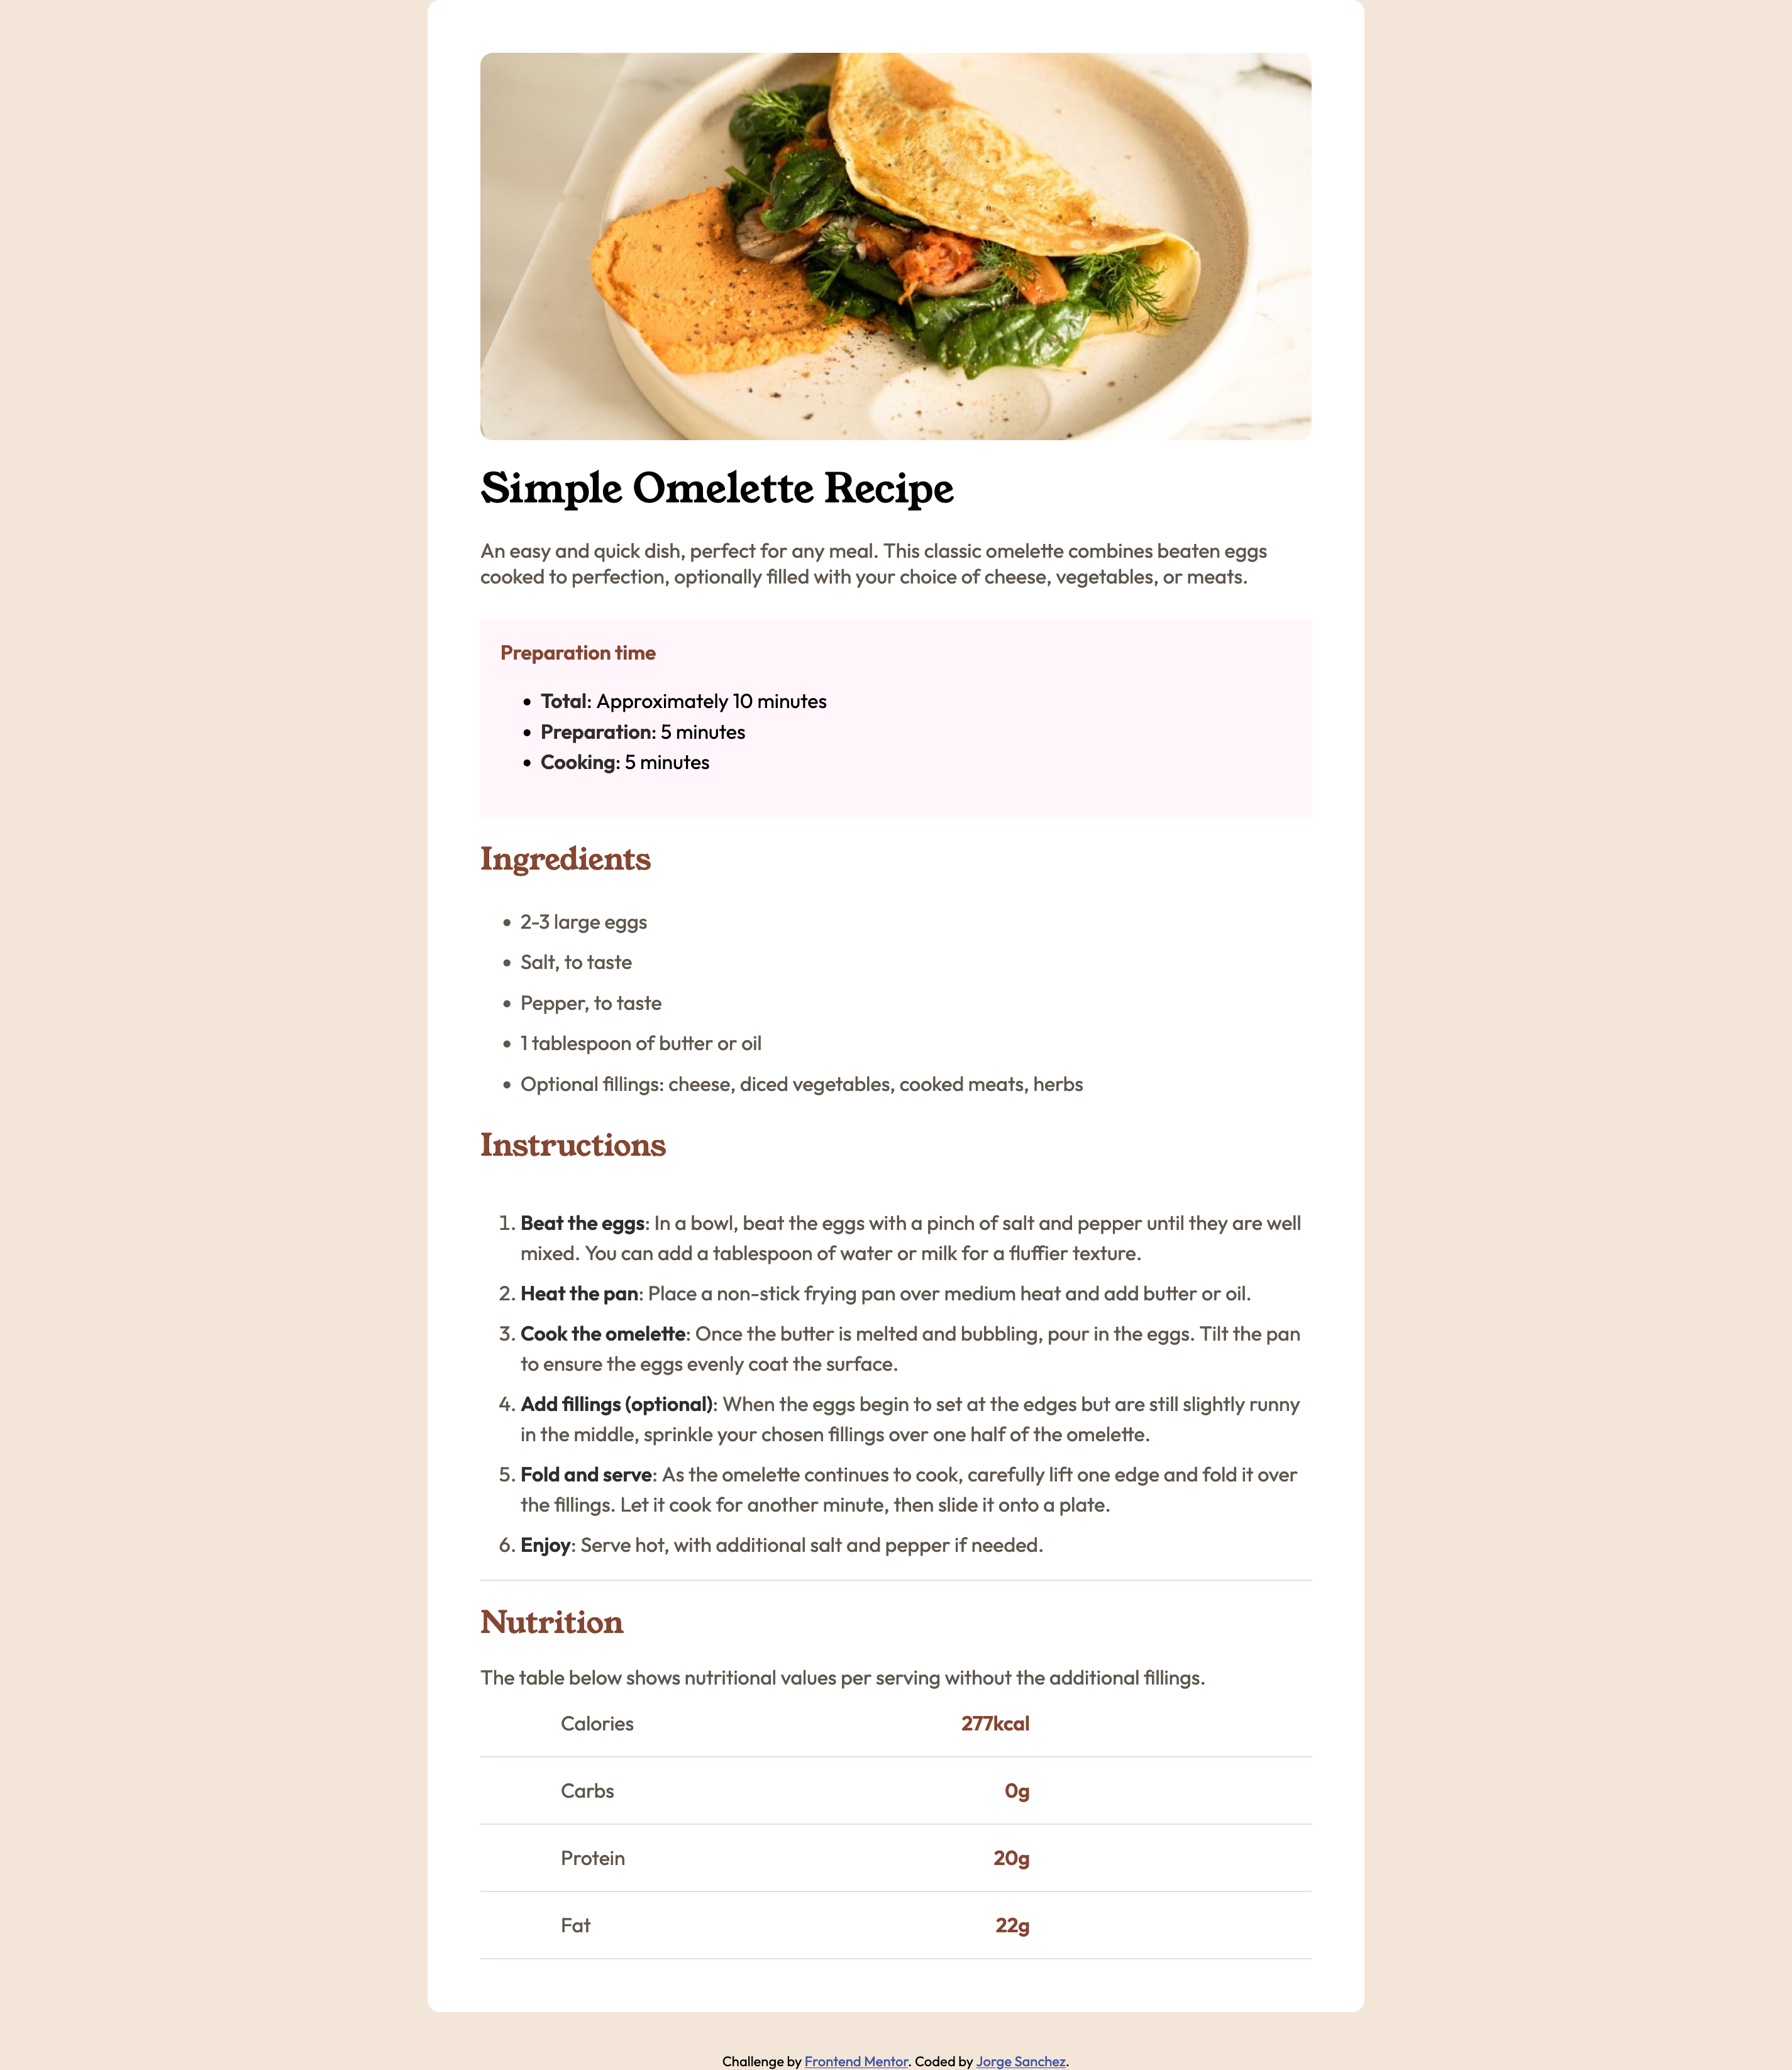 Simple Omelette Recipe
An easy and quick dish, perfect for any meal. This classic omelette combines beaten eggs
cooked to perfection, optionally filled with your choice of cheese, vegetables, or meats.
Preparation time
• Total: Approximately 10 minutes
• Preparation: 5 minutes
• Cooking: 5 minutes
Ingredients
• 2-3 large eggs
• Salt, to taste
• Pepper, to taste
• 1 tablespoon of butter or oil
• Optional fillings: cheese, diced vegetables, cooked meats, herbs
Instructions
1. Beat the eggs: In a bowl, beat the eggs with a pinch of salt and pepper until they are well
mixed. You can add a tablespoon of water or milk for a fluffier texture.
2. Heat the pan: Place a non-stick frying pan over medium heat and add butter or oil.
3. Cook the omelette: Once the butter is melted and bubbling, pour in the eggs. Tilt the pan
to ensure the eggs evenly coat the surface.
4. Add fillings (optional): When the eggs begin to set at the edges but are still slightly runny
in the middle, sprinkle your chosen fillings over one half of the omelette.
5. Fold and serve: As the omelette continues to cook, carefully lift one edge and fold it over
the fillings. Let it cook for another minute, then slide it onto a plate.
6. Enjoy: Serve hot, with additional salt and pepper if needed.
Nutrition
The table below shows nutritional values per serving without the additional fillings.
Calories 277kcal
Carbs 0g
Protein 20g
Fat 22g
Challenge by Frontend Mentor. Coded by Jorge Sanchez.